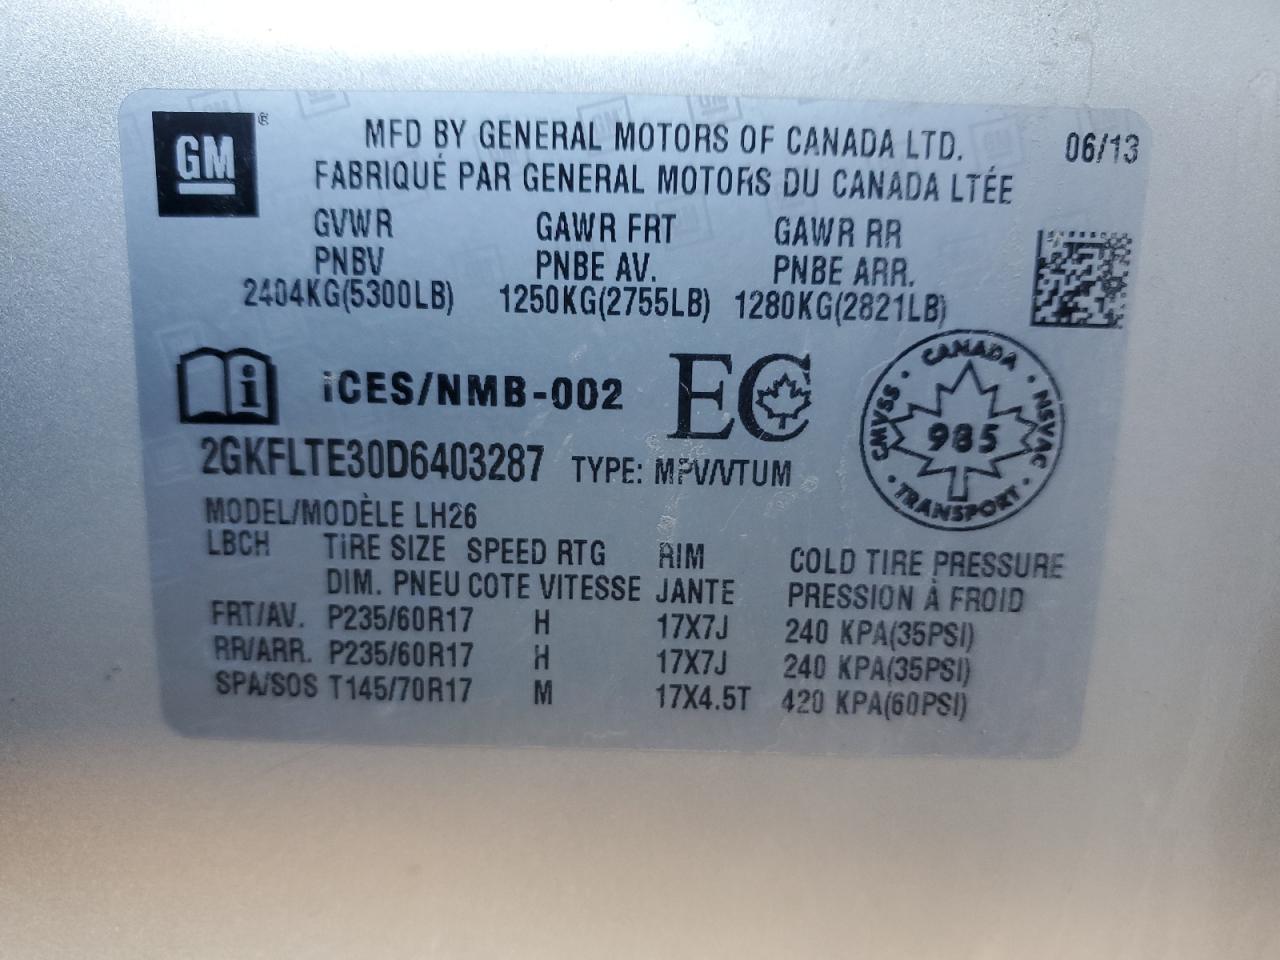 GM®
MFD BY GENERAL MOTORS OF CANADA LTD. 06/13
FABRIQUÉ PAR GENERAL MOTORS DU CANADA LTÉE
GVWR GAWR FRT GAWR RR
PNBV PNBE AV. PNBE ARR.
2404KG(5300LB) 1250KG(2755LB) 1280KG(2821LB)
iCES/NMB-002 EC
CANADA · NSVAC · TRANSPORT · CMVSS ·
985
2GKFLTE30D6403287 TYPE: MPV/VTUM
MODEL/MODÈLE LH26
LBCH TIRE SIZE SPEED RTG RIM COLD TIRE PRESSURE
DIM. PNEU COTE VITESSE JANTE PRESSION À FROID
FRT/AV. P235/60R17 H 17X7J 240 KPA(35PSI)
RR/ARR. P235/60R17 H 17X7J 240 KPA(35PSI)
SPA/SOS T145/70R17 M 17X4.5T 420 KPA(60PSI)